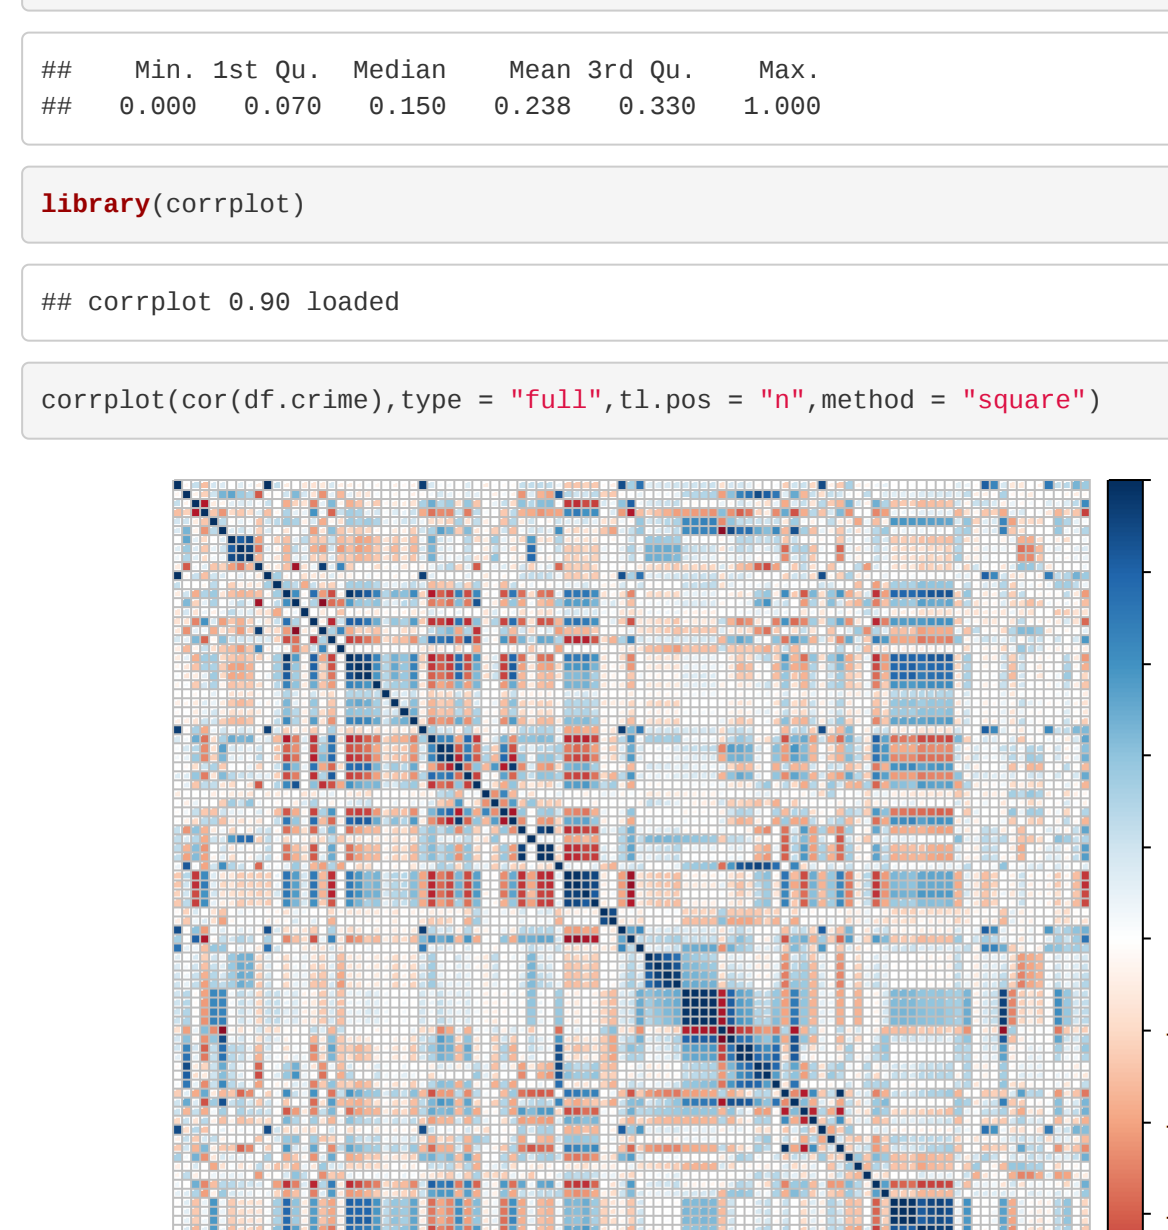 ##    Min. 1st Qu.  Median    Mean 3rd Qu.    Max.
##   0.000   0.070   0.150   0.238   0.330   1.000
library(corrplot)
## corrplot 0.90 loaded
corrplot(cor(df.crime),type = "full",tl.pos = "n",method = "square")